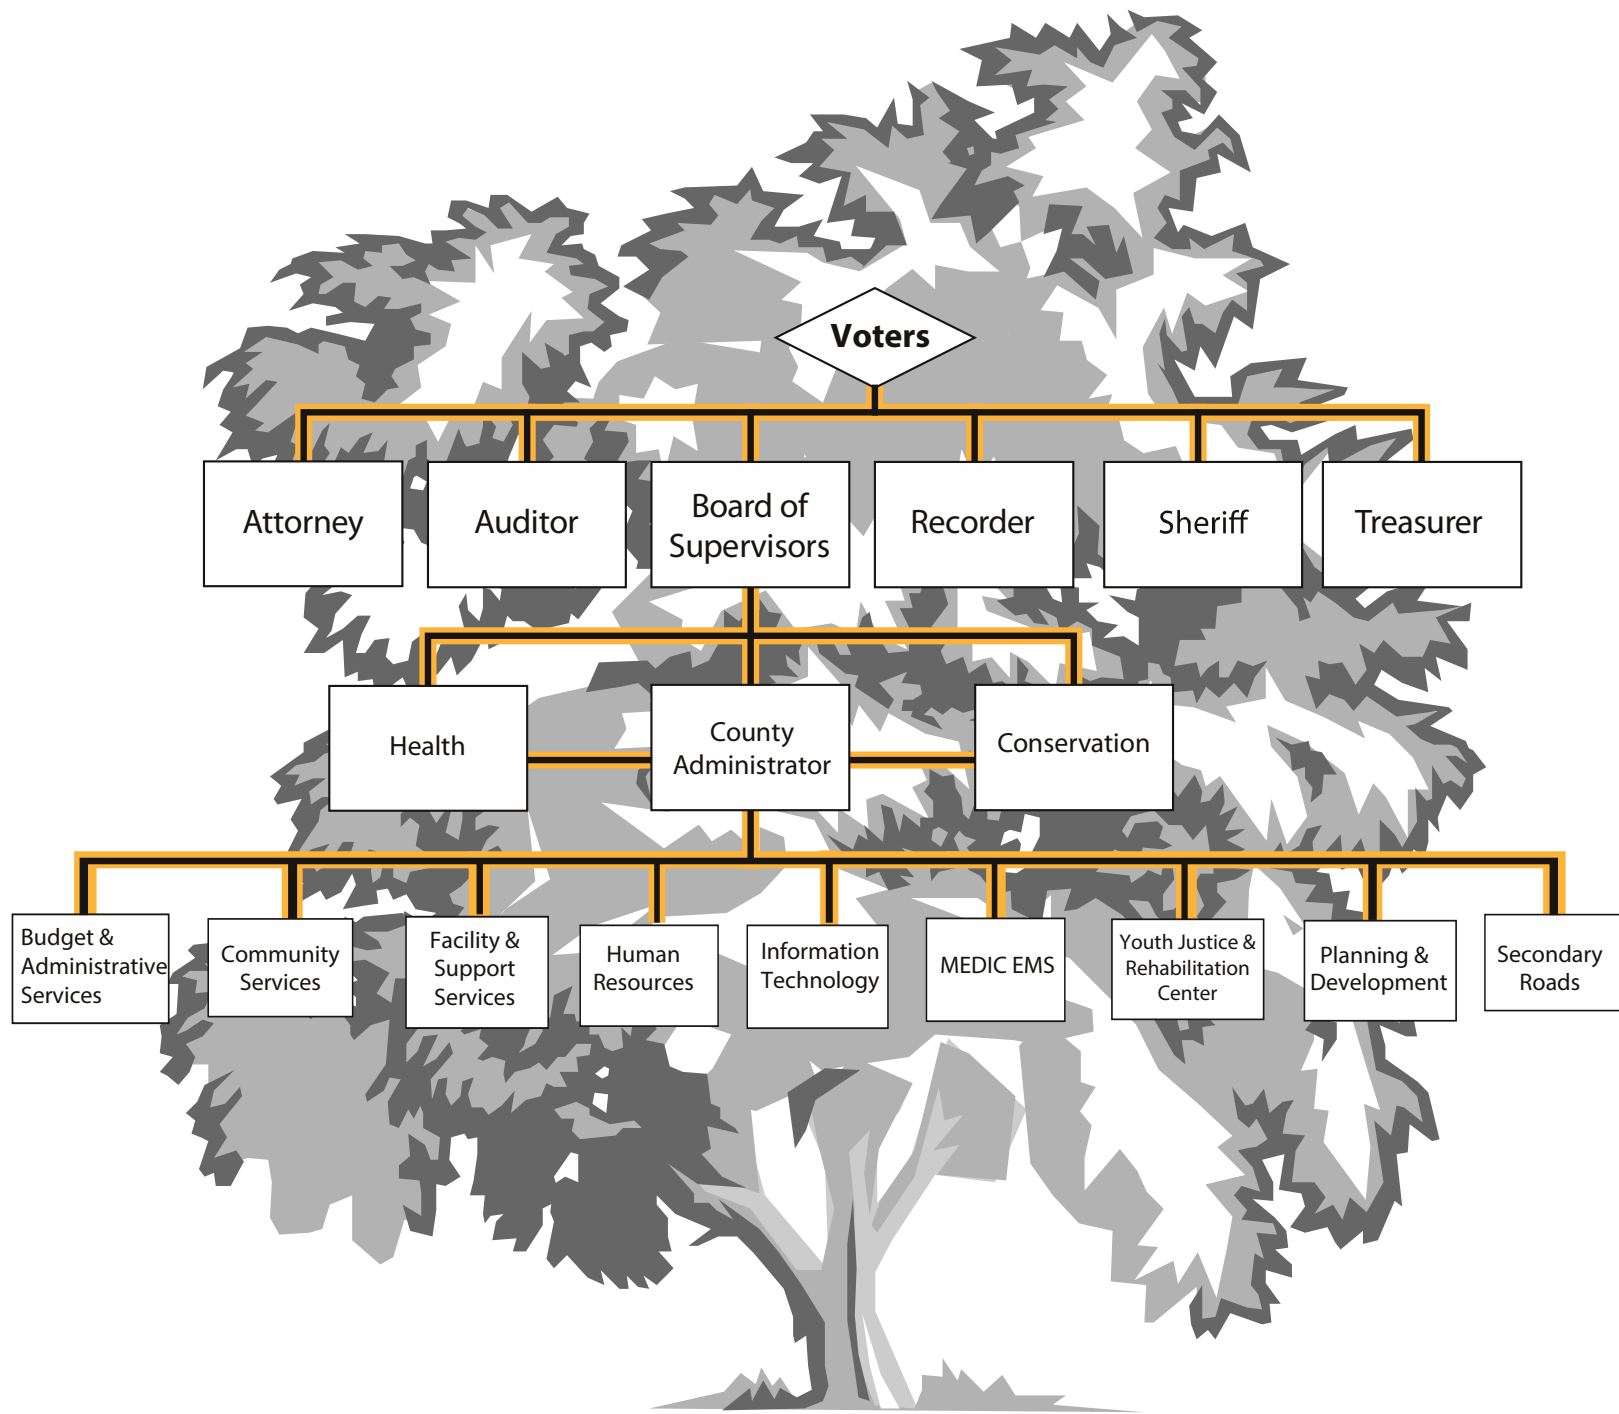 Voters
Attorney
Auditor
Board of
Supervisors
Recorder
Sheriff
Treasurer
Health
County
Administrator
Conservation
Budget &
Administrative
Services
Community
Services
Facility &
Support
Services
Human
Resources
Information
Technology
MEDIC EMS
Youth Justice &
Rehabilitation
Center
Planning &
Development
Secondary
Roads